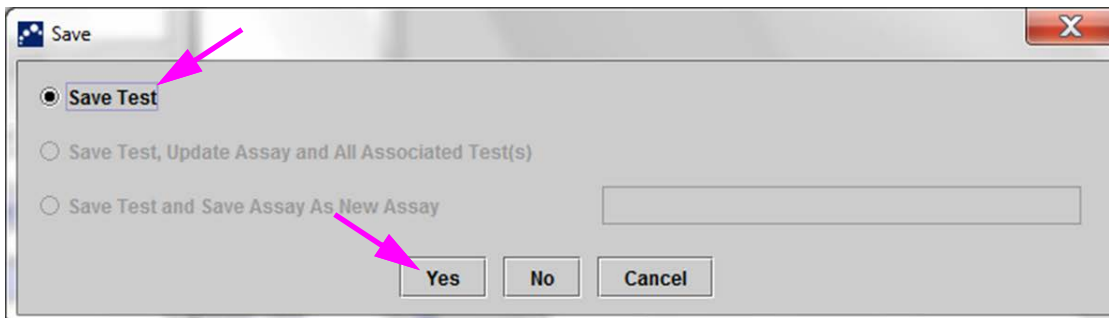 Save
Save Test
Save Test, Update Assay and All Associated Test(s)
Save Test and Save Assay As New Assay
Yes No Cancel